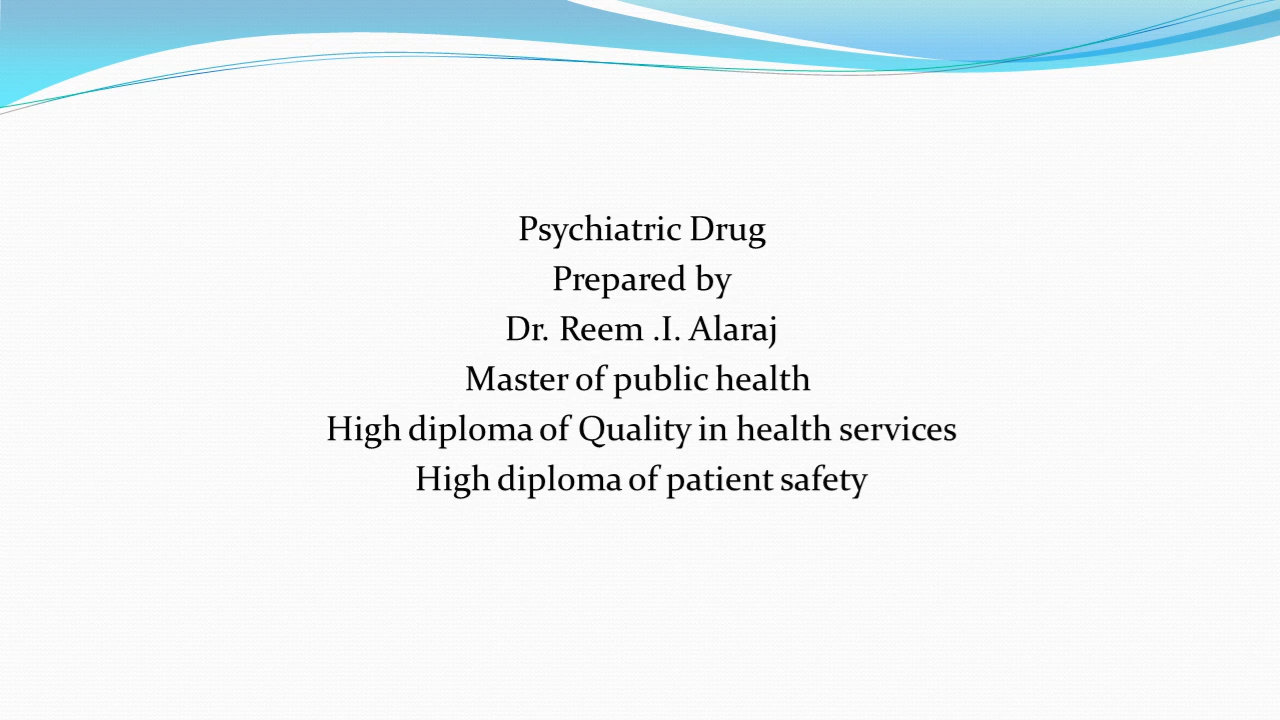 Psychiatric Drug
Prepared by
Dr. Reem .I. Alaraj
Master of public health
High diploma of Quality in health services
High diploma of patient safety